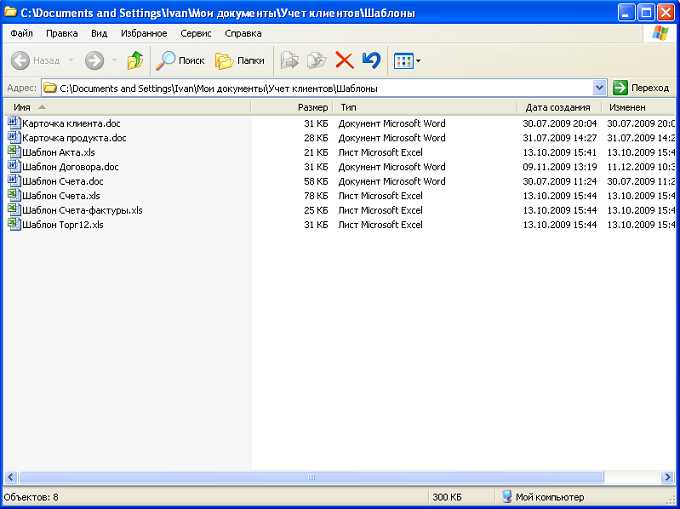 C:\Documents and Settings\Ivan\Мои документы\Учет клиентов\Шаблоны
Файл Правка Вид Избранное Сервис Справка
Назад Поиск Папки
Адрес: C:\Documents and Settings\Ivan\Мои документы\Учет клиентов\Шаблоны Переход
Имя Размер Тип Дата создания Изменен
Карточка клиента.doc 31 КБ Документ Microsoft Word 30.07.2009 20:04 30.07.2009 20:0
Карточка продукта.doc 28 КБ Документ Microsoft Word 31.07.2009 14:27 31.07.2009 14:2
Шаблон Акта.xls 21 КБ Лист Microsoft Excel 13.10.2009 15:41 13.10.2009 15:4
Шаблон Договора.doc 31 КБ Документ Microsoft Word 09.11.2009 13:19 11.12.2009 10:3
Шаблон Счета.doc 58 КБ Документ Microsoft Word 30.07.2009 11:24 30.07.2009 11:2
Шаблон Счета.xls 78 КБ Лист Microsoft Excel 13.10.2009 15:44 13.10.2009 15:4
Шаблон Счета-фактуры.xls 25 КБ Лист Microsoft Excel 13.10.2009 15:44 13.10.2009 15:4
Шаблон Торг12.xls 31 КБ Лист Microsoft Excel 13.10.2009 15:44 13.10.2009 15:4
Объектов: 8 300 КБ Мой компьютер